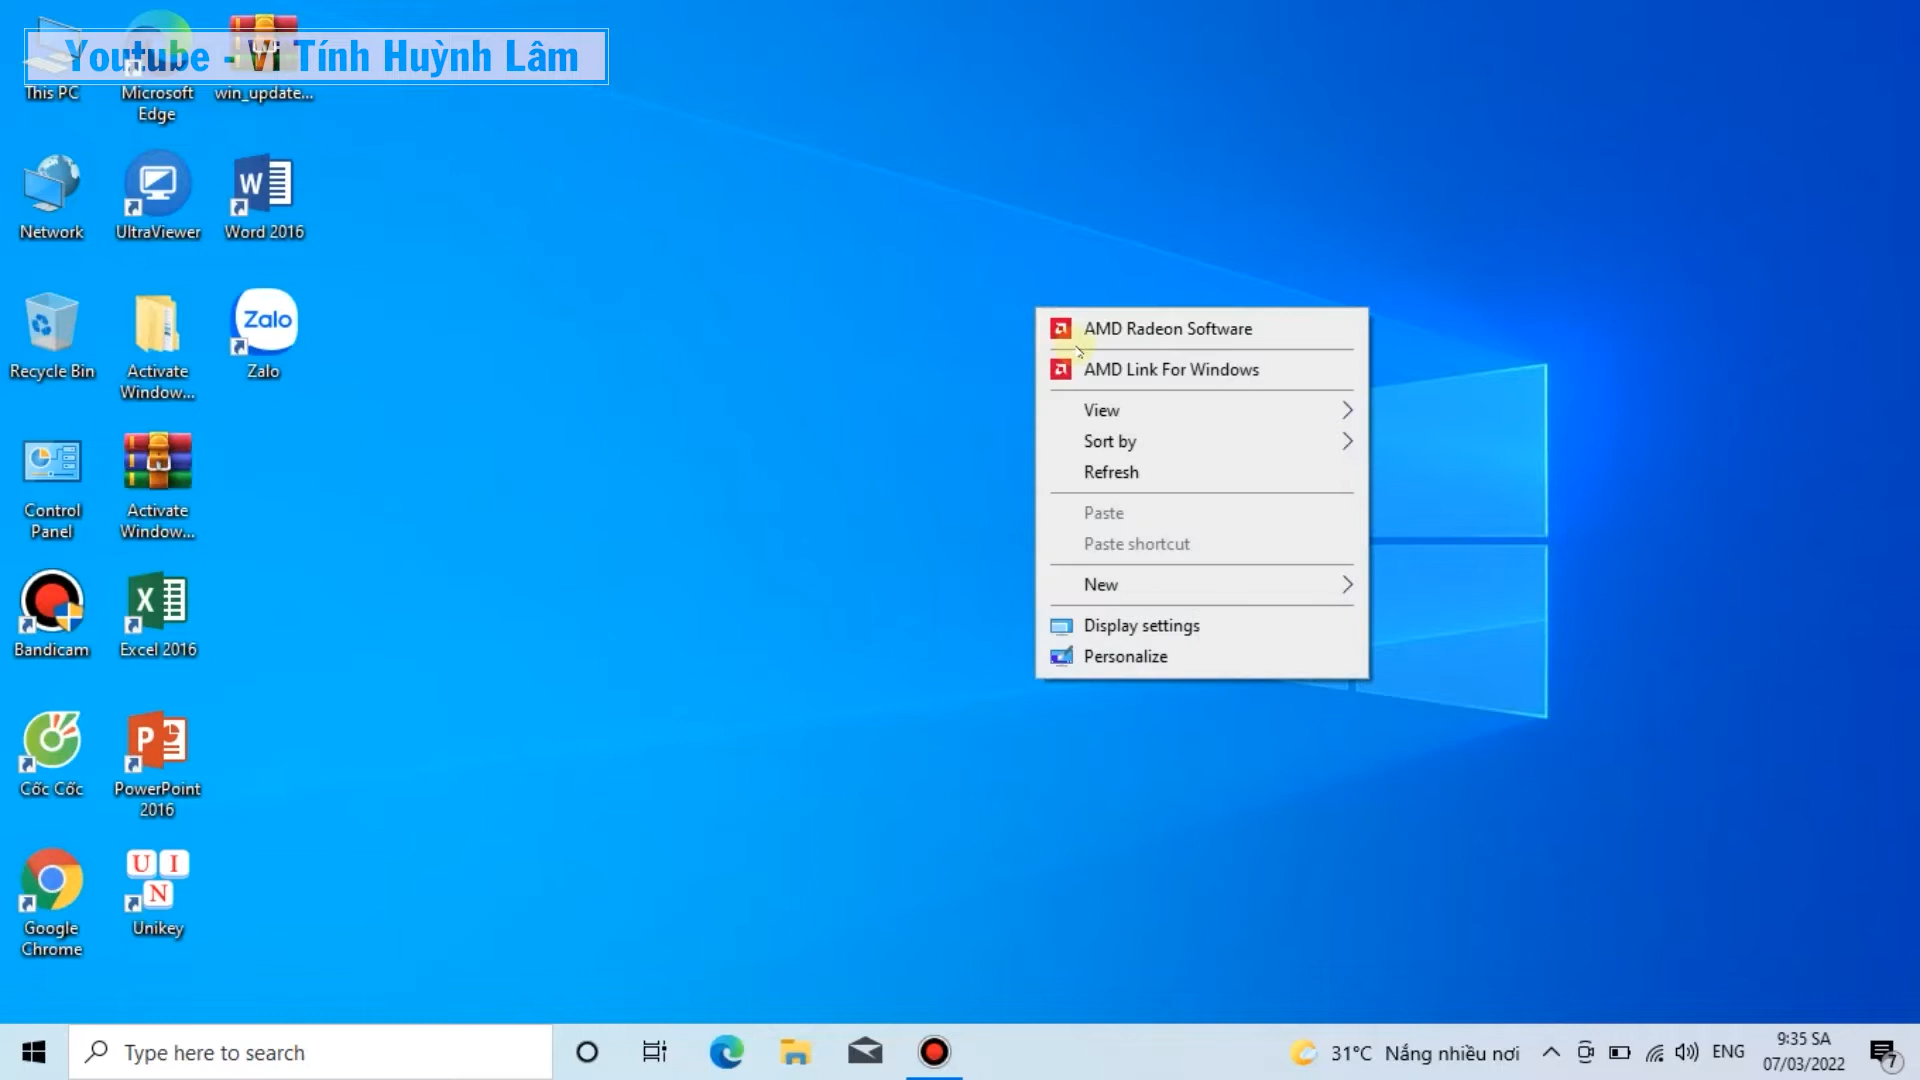 Youtube - Vi Tính Huỳnh Lâm
This PC
Microsoft
Edge
win_update...
Network
UltraViewer
W
Word 2016
Recycle Bin
Activate
Window...
Zalo
Zalo
Control
Panel
Activate
Window...
Bandicam
X
Excel 2016
Cốc Cốc
P
PowerPoint
2016
Google
Chrome
U I
N
Unikey
AMD Radeon Software
AMD Link For Windows
View
Sort by
Refresh
Paste
Paste shortcut
New
Display settings
Personalize
Type here to search
31°C Nắng nhiều nơi
ENG
9:35 SA
07/03/2022
7